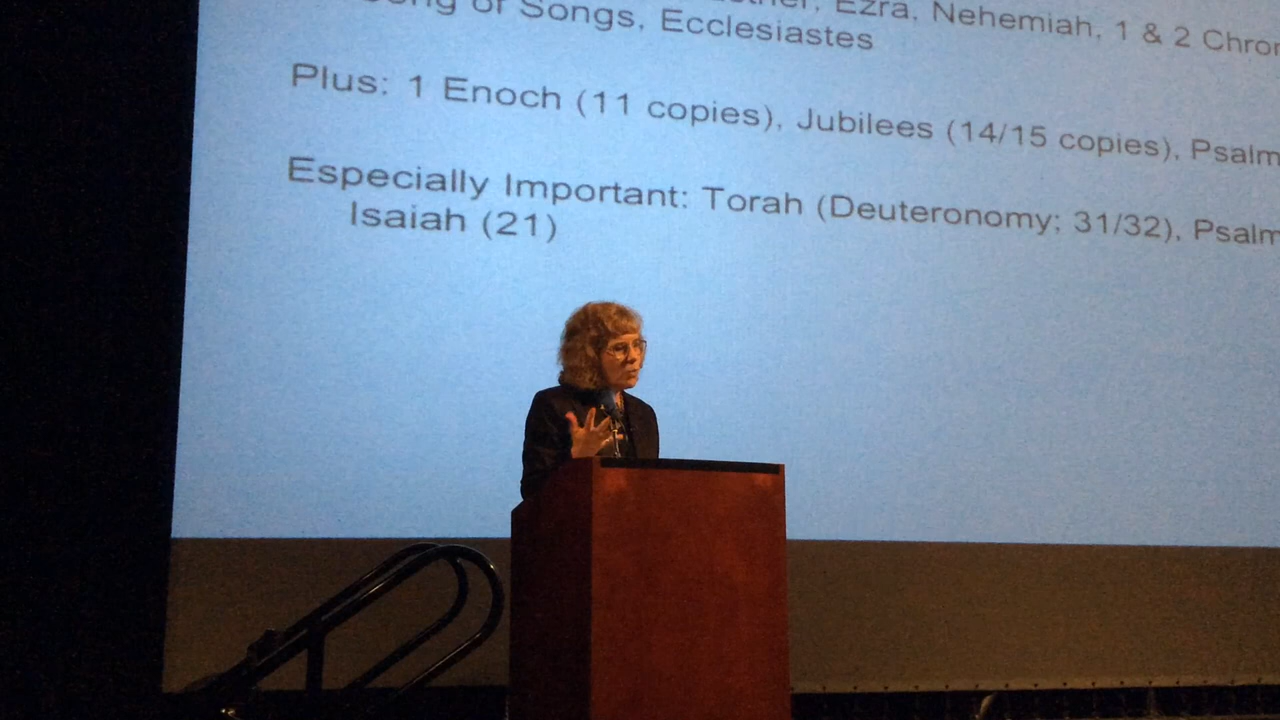 Ezra, Nehemiah, 1 & 2 Chron
Song of Songs, Ecclesiastes
Plus: 1 Enoch (11 copies), Jubilees (14/15 copies), Psalm
Especially Important: Torah (Deuteronomy; 31/32), Psalm
Isaiah (21)